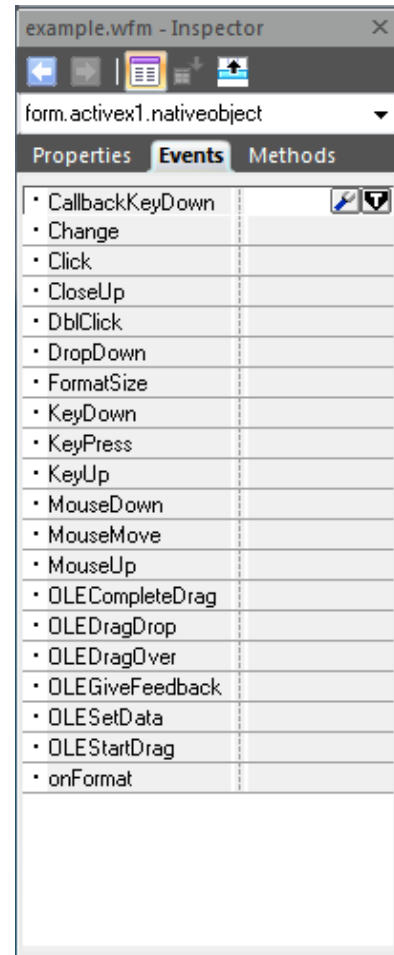 example.wfm - Inspector
form.activex1.nativeobject
Properties Events Methods
CallbackKeyDown
Change
Click
CloseUp
DblClick
DropDown
FormatSize
KeyDown
KeyPress
KeyUp
MouseDown
MouseMove
MouseUp
OLECompleteDrag
OLEDragDrop
OLEDragOver
OLEGiveFeedback
OLESetData
OLEStartDrag
onFormat